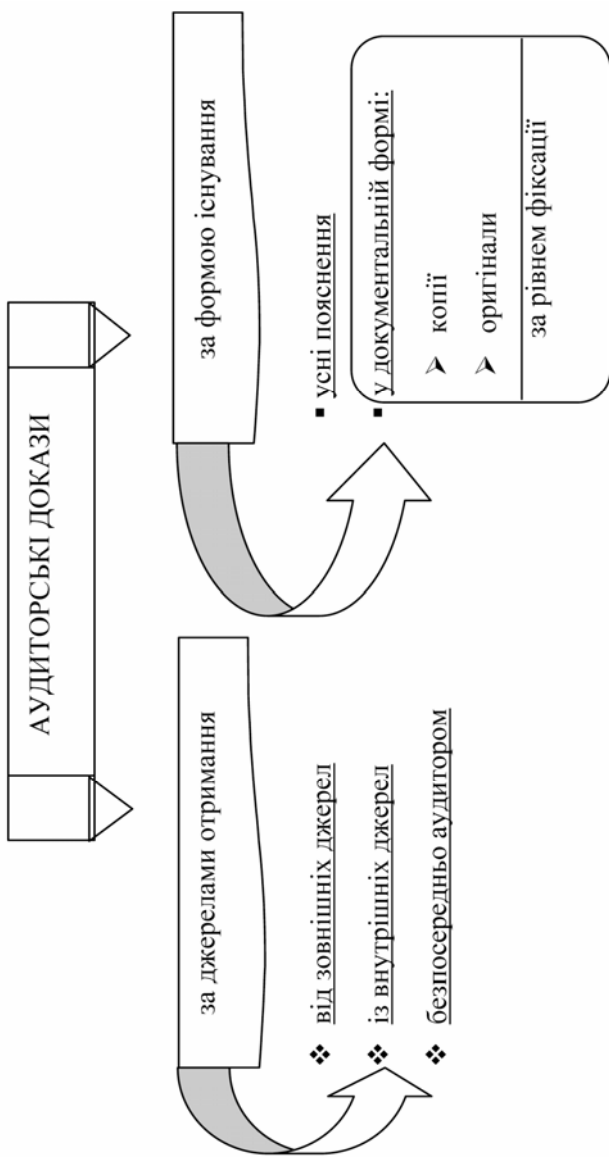 АУДИТОРСЬКІ ДОКАЗИ
за джерелами отримання
❖ від зовнішніх джерел
❖ із внутрішніх джерел
❖ безпосередньо аудитором
за формою існування
▪ усні пояснення
▪ у документальній формі:
➢ копії
➢ оригінали
за рівнем фіксації